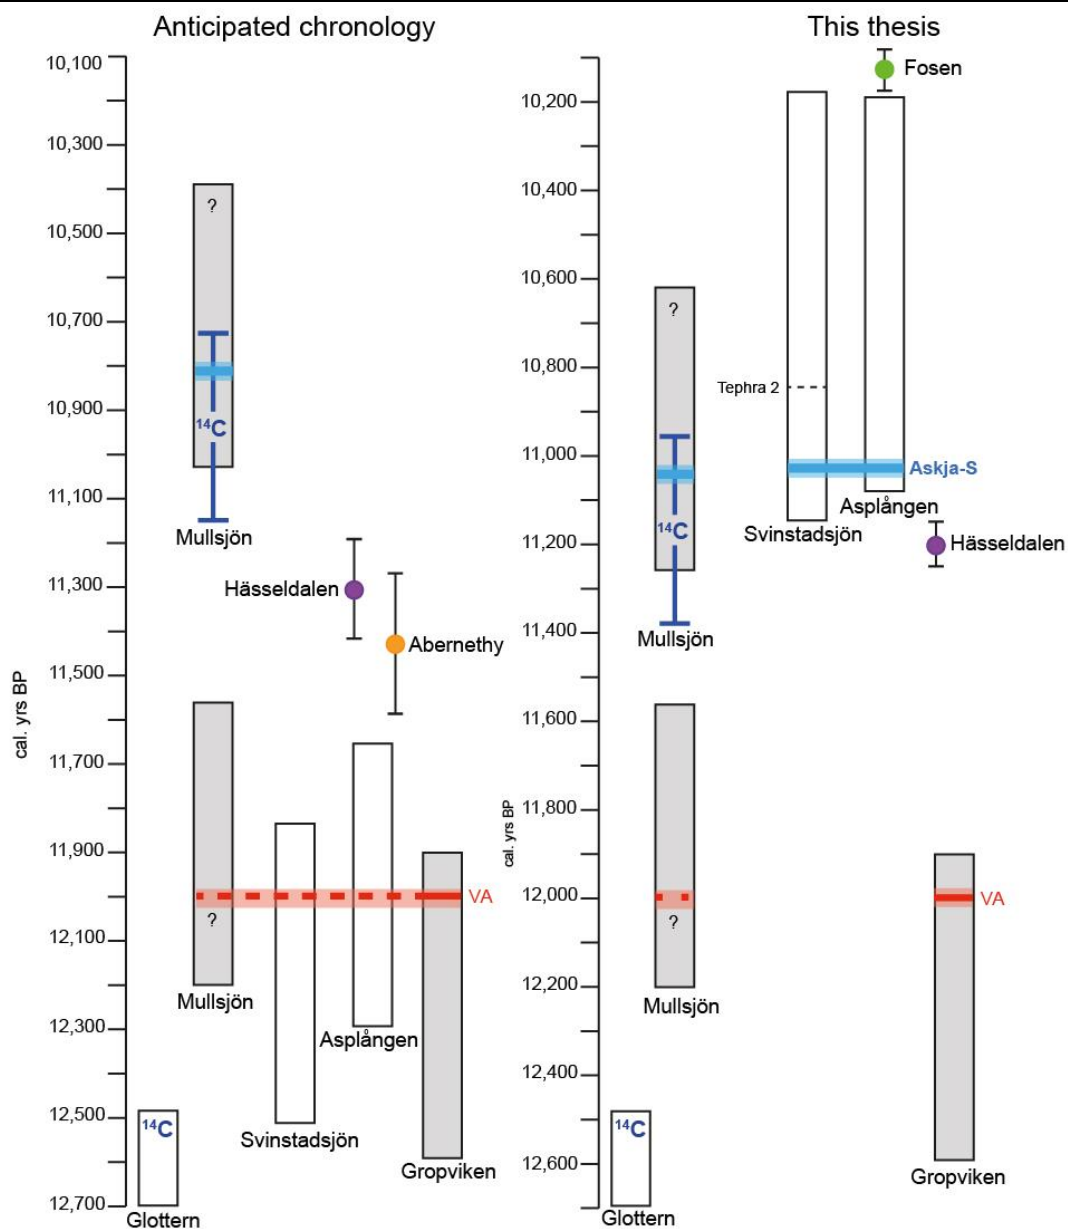 Anticipated chronology
10,100
10,300
10,500
10,700
10,900
11,100
11,300
11,500
11,700
11,900
12,100
12,300
12,500
12,700
cal. yrs BP
?
14C
Mullsjön
Hässeldalen
Abernethy
VA
?
Mullsjön
Asplången
Svinstadsjön
Gropviken
14C
Glottern
This thesis
10,200
10,400
10,600
10,800
11,000
11,200
11,400
11,600
11,800
12,000
12,200
12,400
12,600
cal. yrs BP
Fosen
?
Tephra 2
Askja-S
14C
Asplången
Svinstadsjön
Hässeldalen
Mullsjön
VA
?
Mullsjön
14C
Gropviken
Glottern